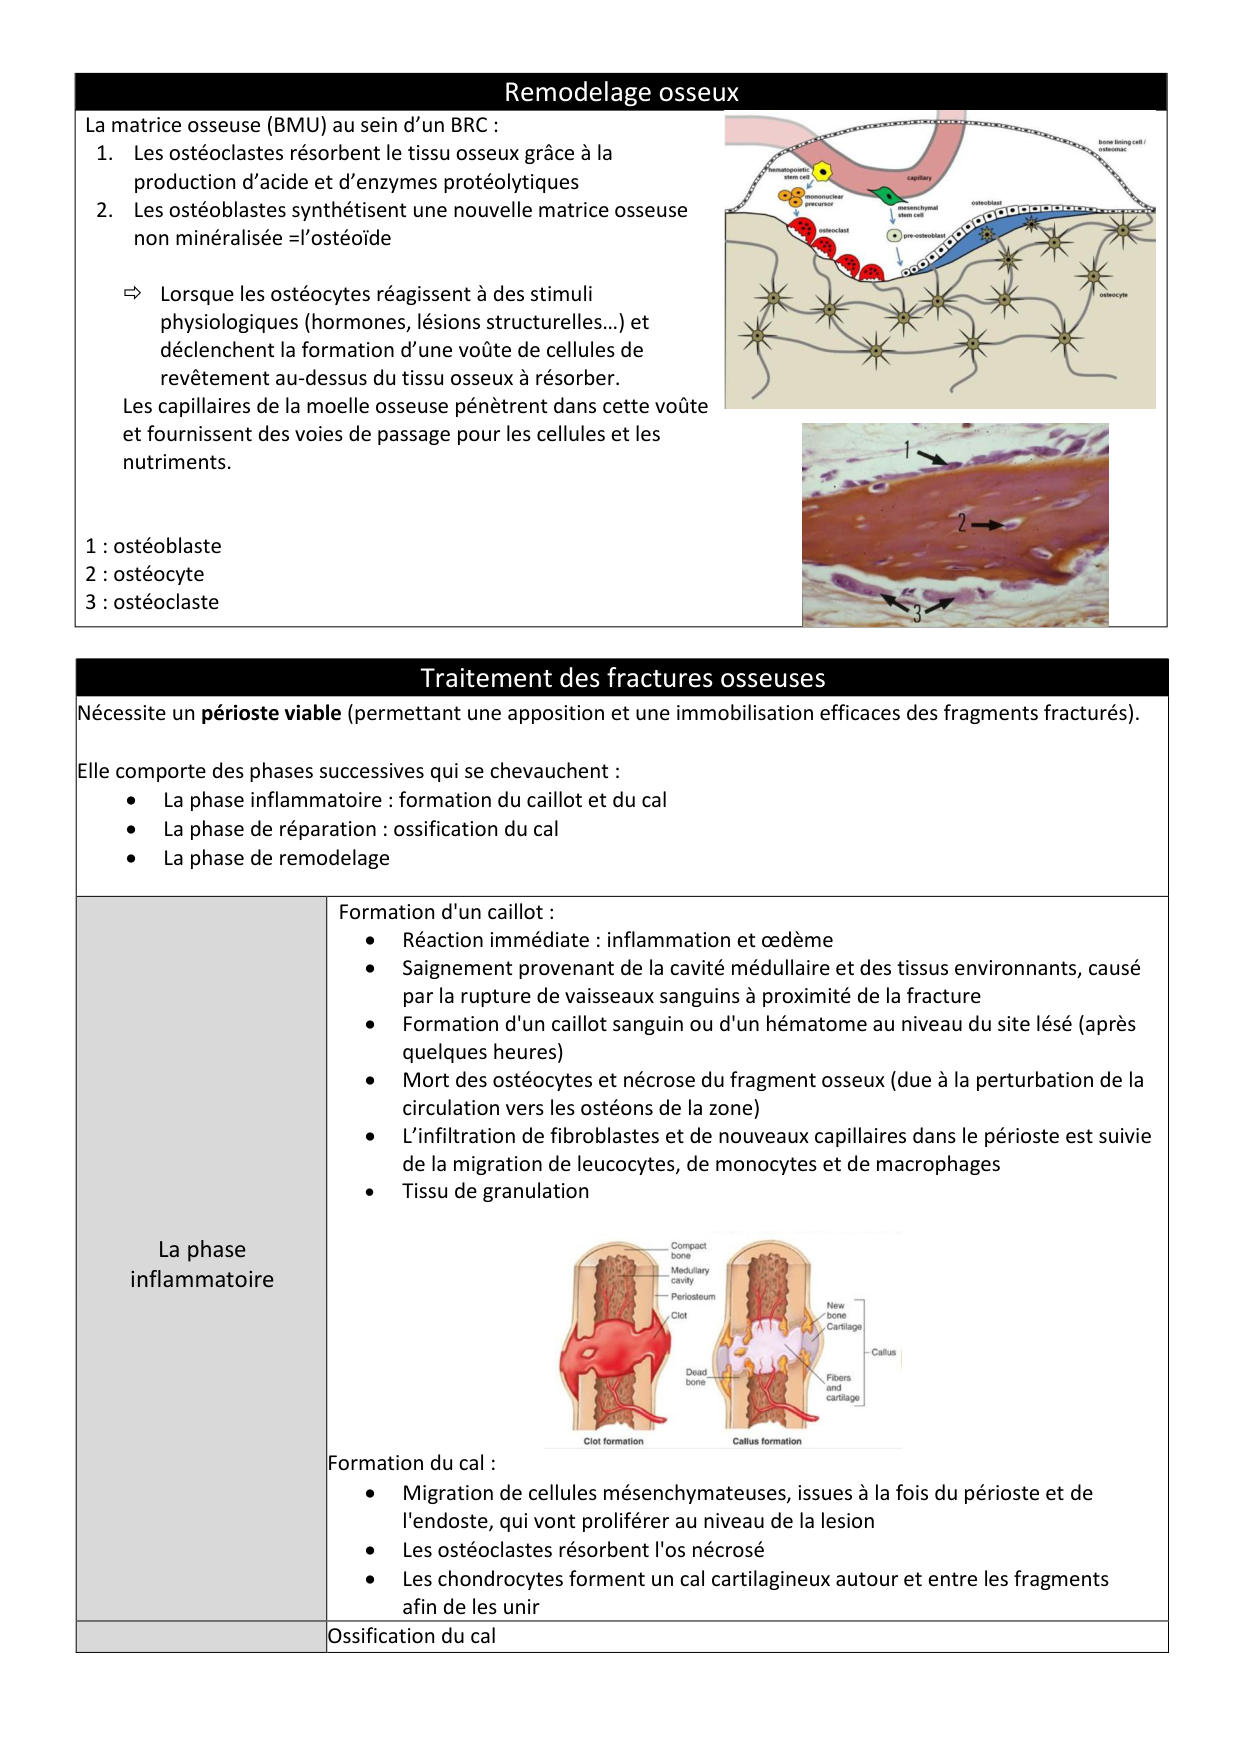 Remodelage osseux
La matrice osseuse (BMU) au sein d’un BRC :
1. Les ostéoclastes résorbent le tissu osseux grâce à la
production d’acide et d’enzymes protéolytiques
2. Les ostéoblastes synthétisent une nouvelle matrice osseuse
non minéralisée =l’ostéoïde
⇨ Lorsque les ostéocytes réagissent à des stimuli
physiologiques (hormones, lésions structurelles…) et
déclenchent la formation d’une voûte de cellules de
revêtement au-dessus du tissu osseux à résorber.
Les capillaires de la moelle osseuse pénètrent dans cette voûte
et fournissent des voies de passage pour les cellules et les
nutriments.
1 : ostéoblaste
2 : ostéocyte
3 : ostéoclaste
bone lining cell /
osteomac
hematopoietic
stem cell
capillary
mononuclear
precursor
mesenchymal
stem cell
osteoblast
osteoclast
pre-osteoblast
osteocyte
1
2
3
Traitement des fractures osseuses
Nécessite un périoste viable (permettant une apposition et une immobilisation efficaces des fragments fracturés).
Elle comporte des phases successives qui se chevauchent :
• La phase inflammatoire : formation du caillot et du cal
• La phase de réparation : ossification du cal
• La phase de remodelage
La phase
inflammatoire
Formation d'un caillot :
• Réaction immédiate : inflammation et œdème
• Saignement provenant de la cavité médullaire et des tissus environnants, causé
par la rupture de vaisseaux sanguins à proximité de la fracture
• Formation d'un caillot sanguin ou d'un hématome au niveau du site lésé (après
quelques heures)
• Mort des ostéocytes et nécrose du fragment osseux (due à la perturbation de la
circulation vers les ostéons de la zone)
• L’infiltration de fibroblastes et de nouveaux capillaires dans le périoste est suivie
de la migration de leucocytes, de monocytes et de macrophages
• Tissu de granulation
Compact
bone
Medullary
cavity
Periosteum
Clot
New
bone
Cartilage
Callus
Dead
bone
Fibers
and
cartilage
Clot formation
Callus formation
Formation du cal :
• Migration de cellules mésenchymateuses, issues à la fois du périoste et de
l'endoste, qui vont proliférer au niveau de la lesion
• Les ostéoclastes résorbent l'os nécrosé
• Les chondrocytes forment un cal cartilagineux autour et entre les fragments
afin de les unir
Ossification du cal